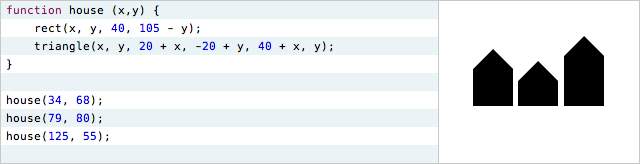 function house (x,y) {
    rect(x, y, 40, 105 - y);
    triangle(x, y, 20 + x, -20 + y, 40 + x, y);
}

house(34, 68);
house(79, 80);
house(125, 55);